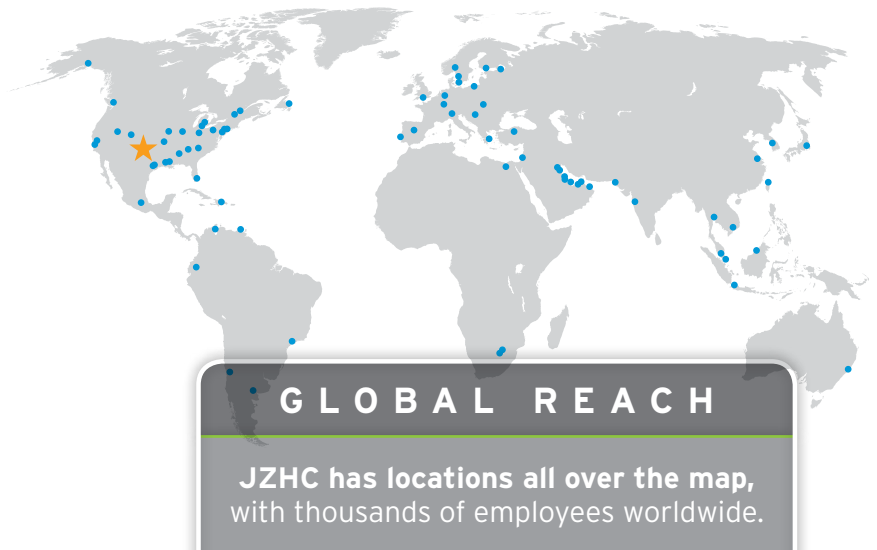 GLOBAL REACH
JZHC has locations all over the map,
with thousands of employees worldwide.